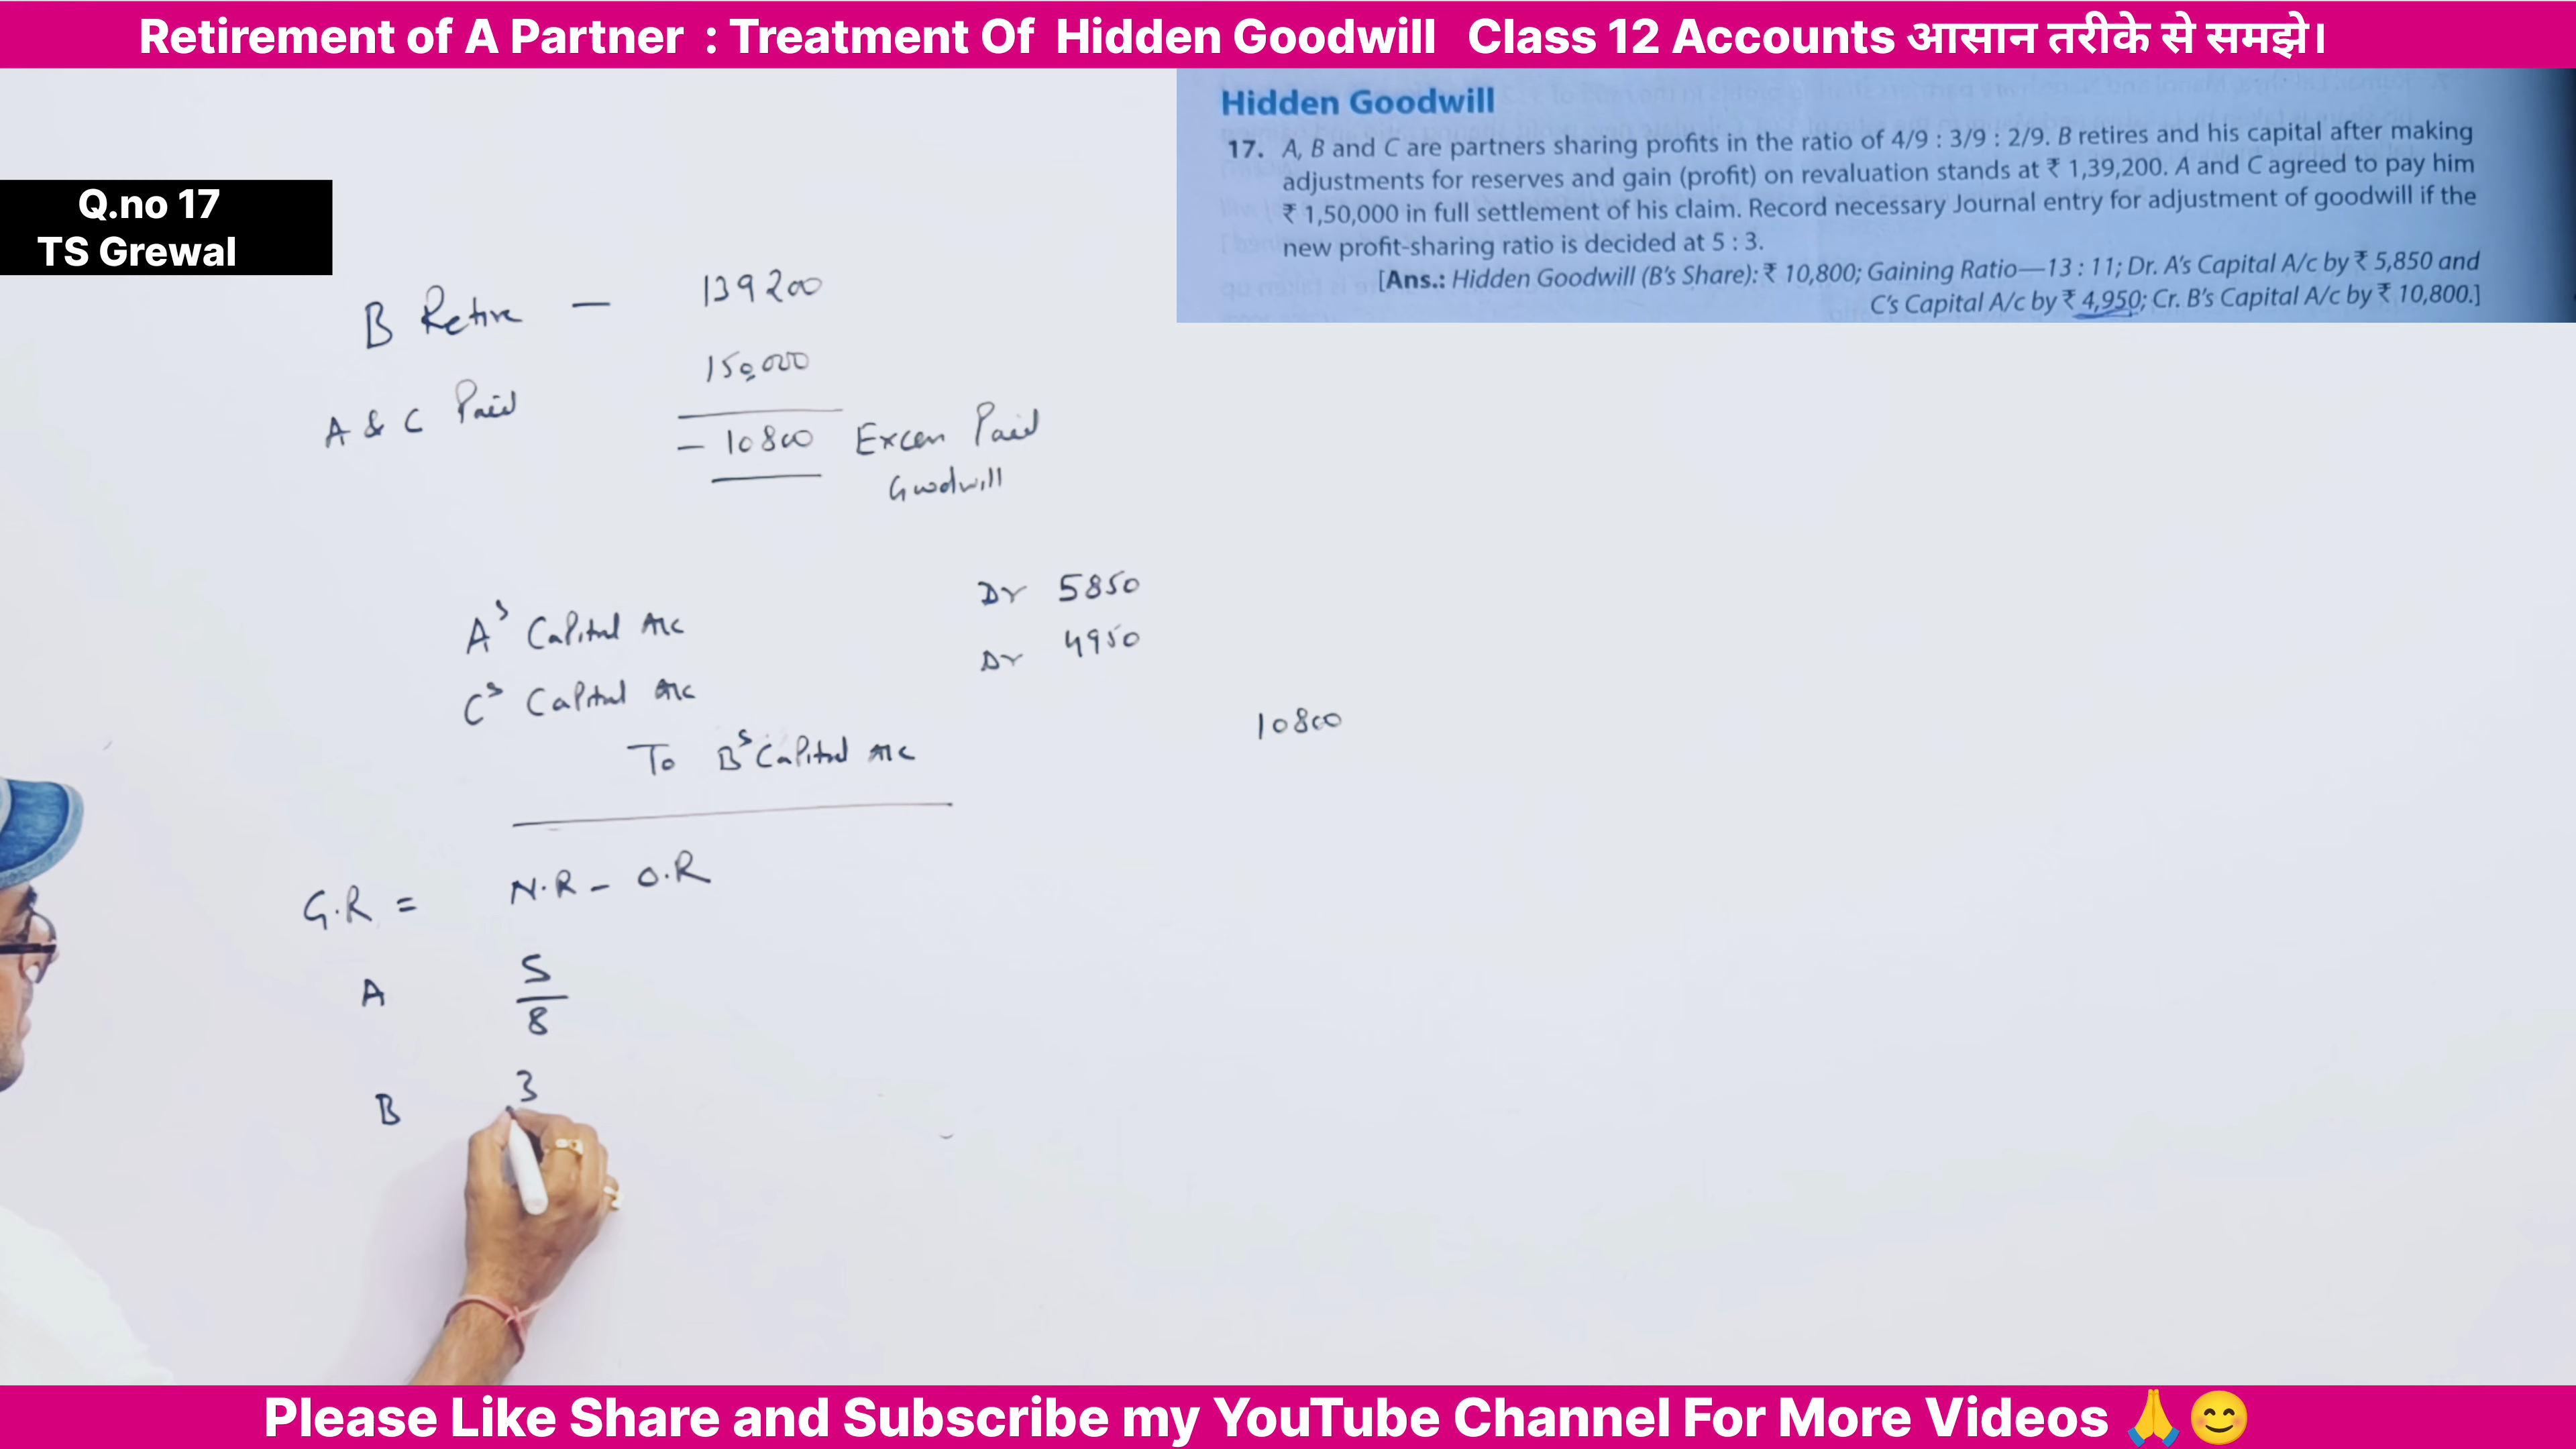 Retirement of A Partner : Treatment Of Hidden Goodwill Class 12 Accounts आसान तरीके से समझे।
Q.no 17
TS Grewal
Hidden Goodwill
17. A, B and C are partners sharing profits in the ratio of 4/9 : 3/9 : 2/9. B retires and his capital after making
adjustments for reserves and gain (profit) on revaluation stands at ₹ 1,39,200. A and C agreed to pay him
₹ 1,50,000 in full settlement of his claim. Record necessary Journal entry for adjustment of goodwill if the
new profit-sharing ratio is decided at 5 : 3.
[Ans.: Hidden Goodwill (B's Share): ₹ 10,800; Gaining Ratio—13 : 11; Dr. A's Capital A/c by ₹ 5,850 and
C's Capital A/c by ₹ 4,950; Cr. B's Capital A/c by ₹ 10,800.]
B Retire — 139200
A & C Paid 150,000
- 10800 Excess Paid
Goodwill
A's Capital A/c Dr 5850
C's Capital A/c Dr 4950
To B's Capital A/c 10800
G.R = N.R - O.R
A 5/8
B 3
Please Like Share and Subscribe my YouTube Channel For More Videos 🙏😊